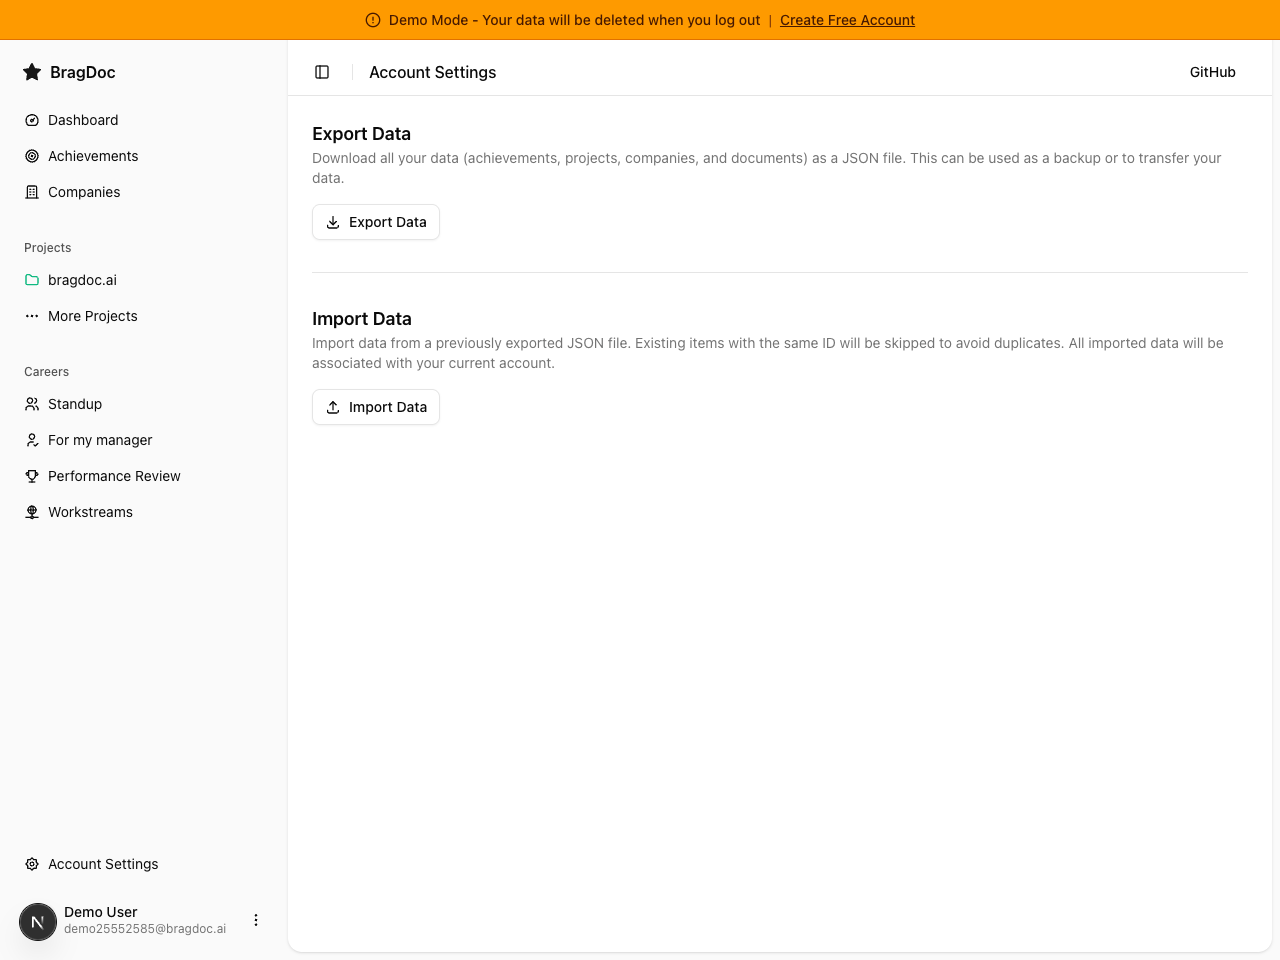 Demo Mode - Your data will be deleted when you log out | Create Free Account
BragDoc
Dashboard
Achievements
Companies
Projects
bragdoc.ai
More Projects
Careers
Standup
For my manager
Performance Review
Workstreams
Account Settings
N
Demo User
demo25552585@bragdoc.ai
Account Settings
GitHub
Export Data
Download all your data (achievements, projects, companies, and documents) as a JSON file. This can be used as a backup or to transfer your
data.
Export Data
Import Data
Import data from a previously exported JSON file. Existing items with the same ID will be skipped to avoid duplicates. All imported data will be
associated with your current account.
Import Data